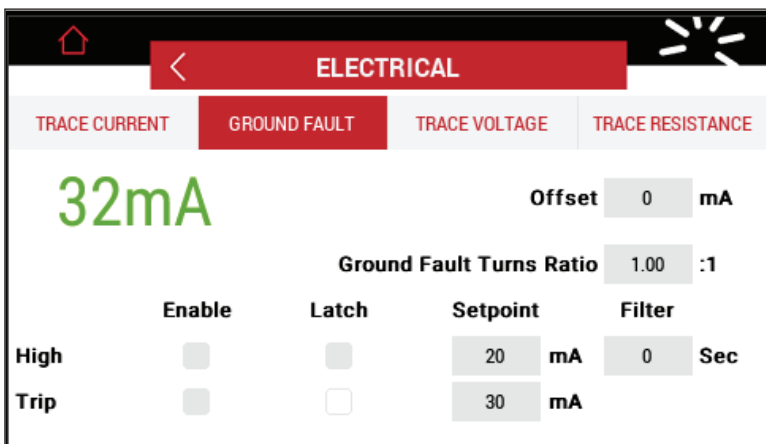 ELECTRICAL
TRACE CURRENT GROUND FAULT TRACE VOLTAGE TRACE RESISTANCE
32mA
Offset 0 mA
Ground Fault Turns Ratio 1.00 :1
Enable Latch Setpoint Filter
High 20 mA 0 Sec
Trip 30 mA